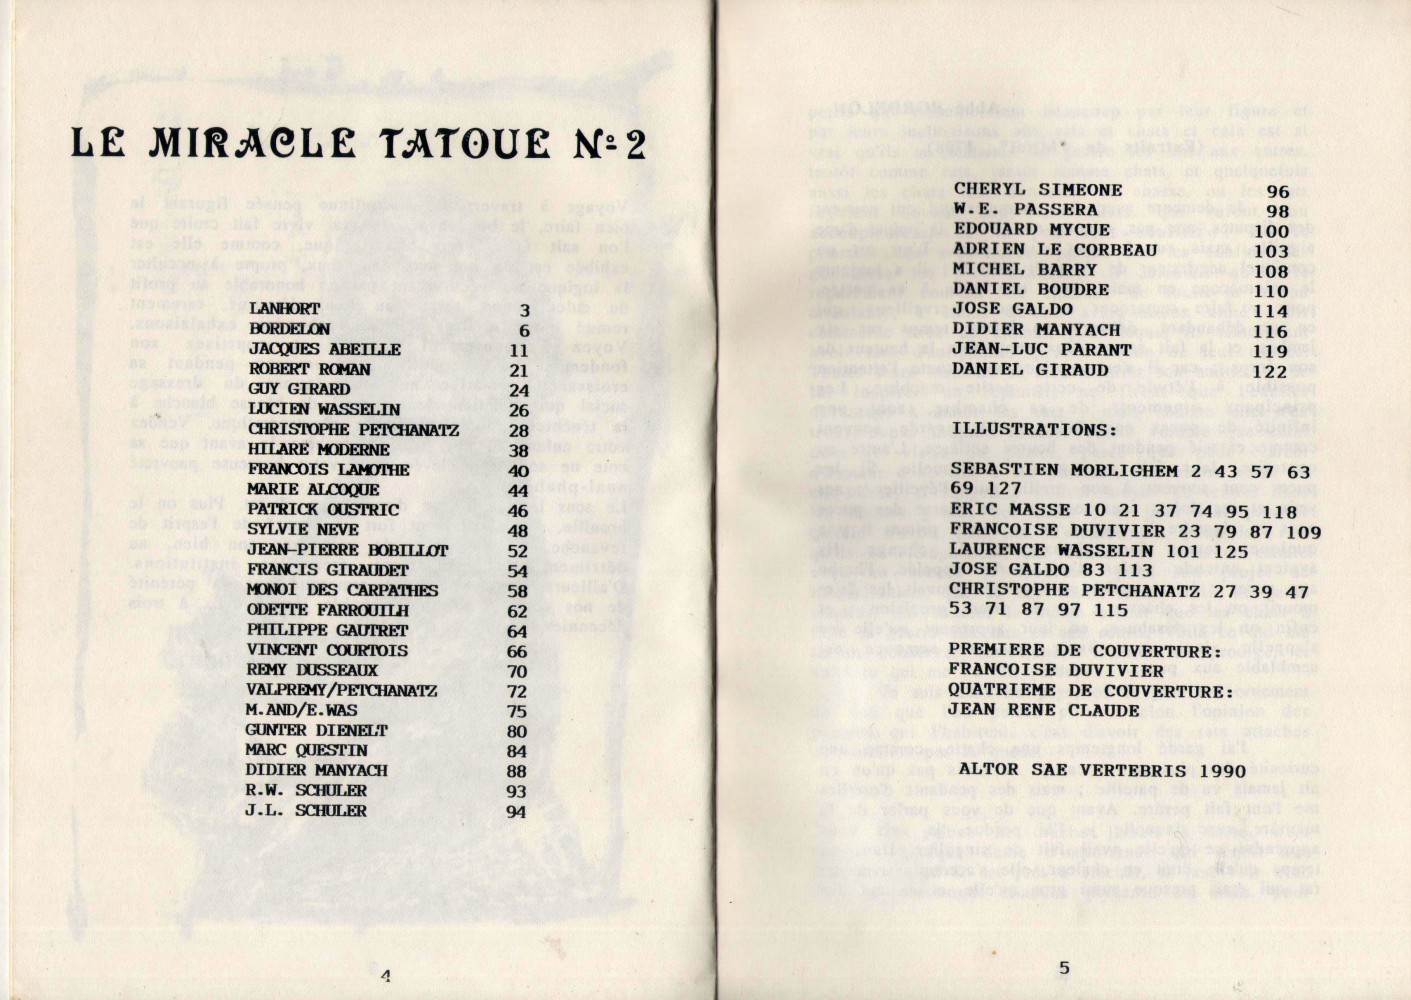 LE MIRACLE TATOUE Nº 2
LANHORT 3
BORDELON 6
JACQUES ABEILLE 11
ROBERT ROMAN 21
GUY GIRARD 24
LUCIEN WASSELIN 26
CHRISTOPHE PETCHANATZ 28
HILARE MODERNE 38
FRANCOIS LAMOTHE 40
MARIE ALCOQUE 44
PATRICK OUSTRIC 46
SYLVIE NEVE 48
JEAN-PIERRE BOBILLOT 52
FRANCIS GIRAUDET 54
MONOI DES CARPATHES 58
ODETTE FARROUILH 62
PHILIPPE GAUTRET 64
VINCENT COURTOIS 66
REMY DUSSEAUX 70
VALPREMY/PETCHANATZ 72
M.AND/E.WAS 75
GUNTER DIENELT 80
MARC QUESTIN 84
DIDIER MANYACH 88
R.W. SCHULER 93
J.L. SCHULER 94
4
CHERYL SIMEONE 96
W.E. PASSERA 98
EDOUARD MYCUE 100
ADRIEN LE CORBEAU 103
MICHEL BARRY 108
DANIEL BOUDRE 110
JOSE GALDO 114
DIDIER MANYACH 116
JEAN-LUC PARANT 119
DANIEL GIRAUD 122
ILLUSTRATIONS:
SEBASTIEN MORLIGHEM 2 43 57 63
69 127
ERIC MASSE 10 21 37 74 95 118
FRANCOISE DUVIVIER 23 79 87 109
LAURENCE WASSELIN 101 125
JOSE GALDO 83 113
CHRISTOPHE PETCHANATZ 27 39 47
53 71 87 97 115
PREMIERE DE COUVERTURE:
FRANCOISE DUVIVIER
QUATRIEME DE COUVERTURE:
JEAN RENE CLAUDE
ALTOR SAE VERTEBRIS 1990
5